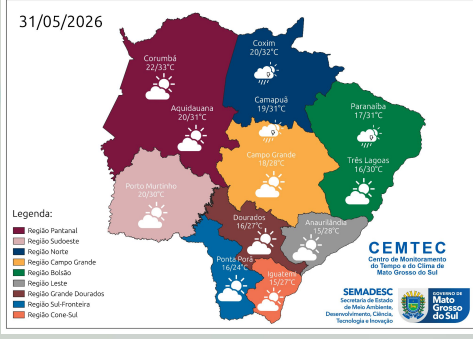 31/05/2026
Corumbá
22/33°C
Coxim
20/32°C
Aquidauana
20/31°C
Camapuã
19/31°C
Paranaíba
17/31°C
Campo Grande
18/28°C
Três Lagoas
16/30°C
Porto Murtinho
20/30°C
Dourados
16/27°C
Anaurilândia
15/28°C
Ponta Porã
16/24°C
Iguatemi
15/27°C
Legenda:
Região Pantanal
Região Sudoeste
Região Norte
Região Campo Grande
Região Bolsão
Região Leste
Região Grande Dourados
Região Sul-Fronteira
Região Cone-Sul
CEMTEC
Centro de Monitoramento
do Tempo e do Clima de
Mato Grosso do Sul
SEMADESC
Secretaria de Estado
de Meio Ambiente,
Desenvolvimento, Ciência,
Tecnologia e Inovação
GOVERNO DE
Mato
Grosso
do Sul